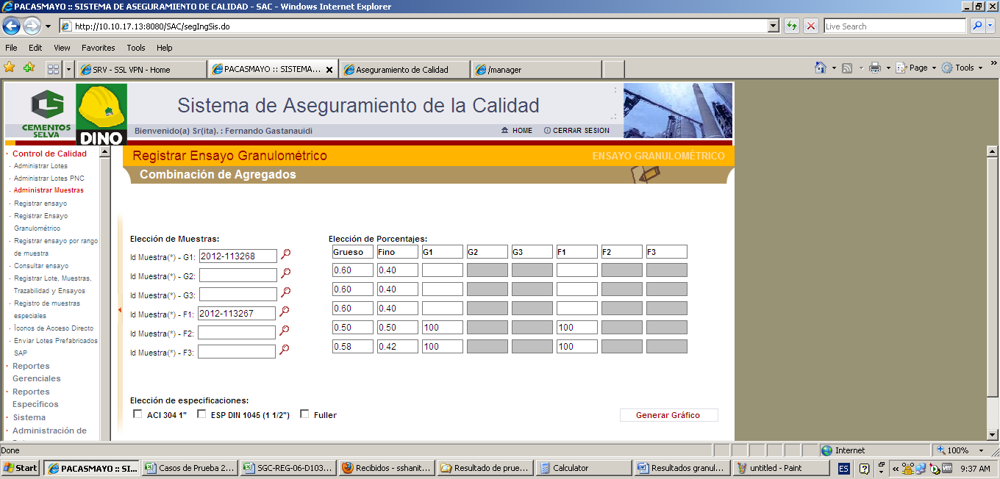 PACASMAYO :: SISTEMA DE ASEGURAMIENTO DE CALIDAD - SAC - Windows Internet Explorer
http://10.10.17.13:8080/SAC/segIngSis.do
Live Search
File Edit View Favorites Tools Help
SRV - SSL VPN - Home
PACASMAYO :: SISTEMA...
Aseguramiento de Calidad
/manager
Page
Tools
CEMENTOS
SELVA
DINO
Sistema de Aseguramiento de la Calidad
Bienvenido(a) Sr(ita). : Fernando Gastanauidi
HOME
CERRAR SESION
Control de Calidad
Administrar Lotes
Administrar Lotes PNC
Administrar Muestras
Registrar ensayo
Registrar Ensayo
Granulométrico
Registrar ensayo por rango
de muestra
Consultar ensayo
Registrar Lote, Muestras,
Trazabilidad y Ensayos
Registro de muestras
especiales
Íconos de Acceso Directo
Enviar Lotes Prefabricados
SAP
Reportes
Gerenciales
Reportes
Específicos
Sistema
Administración de
Registrar Ensayo Granulométrico
ENSAYO GRANULOMÉTRICO
Combinación de Agregados
Elección de Muestras:
Id Muestra(*) - G1: 2012-113268
Id Muestra(*) - G2:
Id Muestra(*) - G3:
Id Muestra(*) - F1: 2012-113267
Id Muestra(*) - F2:
Id Muestra(*) - F3:
Elección de Porcentajes:
Grueso Fino G1 G2 G3 F1 F2 F3
0.60 0.40
0.60 0.40
0.60 0.40
0.50 0.50 100 100
0.58 0.42 100 100
Elección de especificaciones:
ACI 304 1" ESP DIN 1045 (1 1/2") Fuller
Generar Gráfico
Done
Internet
100%
Start
PACASMAYO :: SI...
Casos de Prueba 2...
SGC-REG-06-D103...
Recibidos - sshanit...
Resultado de prue...
Calculator
Resultados granul...
untitled - Paint
ES
9:37 AM